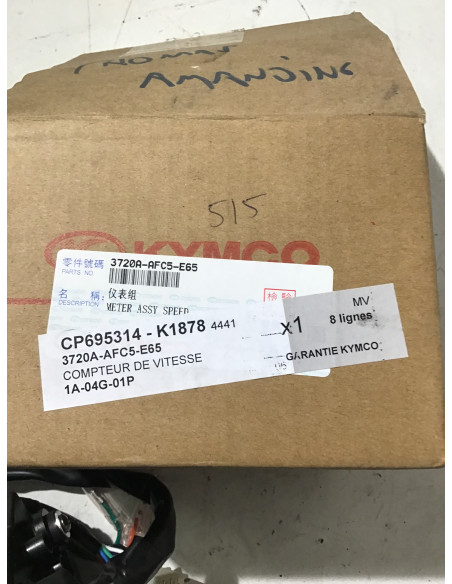 THOMAS
AMANDINE
515
KYMCO
零件號碼 3720A-AFC5-E65
PARTS NO
名 稱: 仪表组
DESCRIPTION METER ASSY SPEED
檢驗
CP695314 - K1878 4441
3720A-AFC5-E65
COMPTEUR DE VITESSE
1A-04G-01P
x1
MV
8 lignes
GARANTIE KYMCO